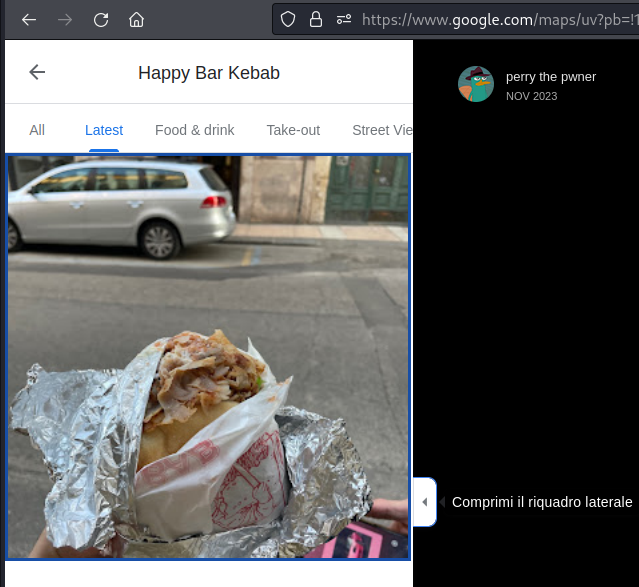 https://www.google.com/maps/uv?pb=!1
Happy Bar Kebab
All Latest Food & drink Take-out Street Vie
perry the pwner
NOV 2023
Comprimi il riquadro laterale